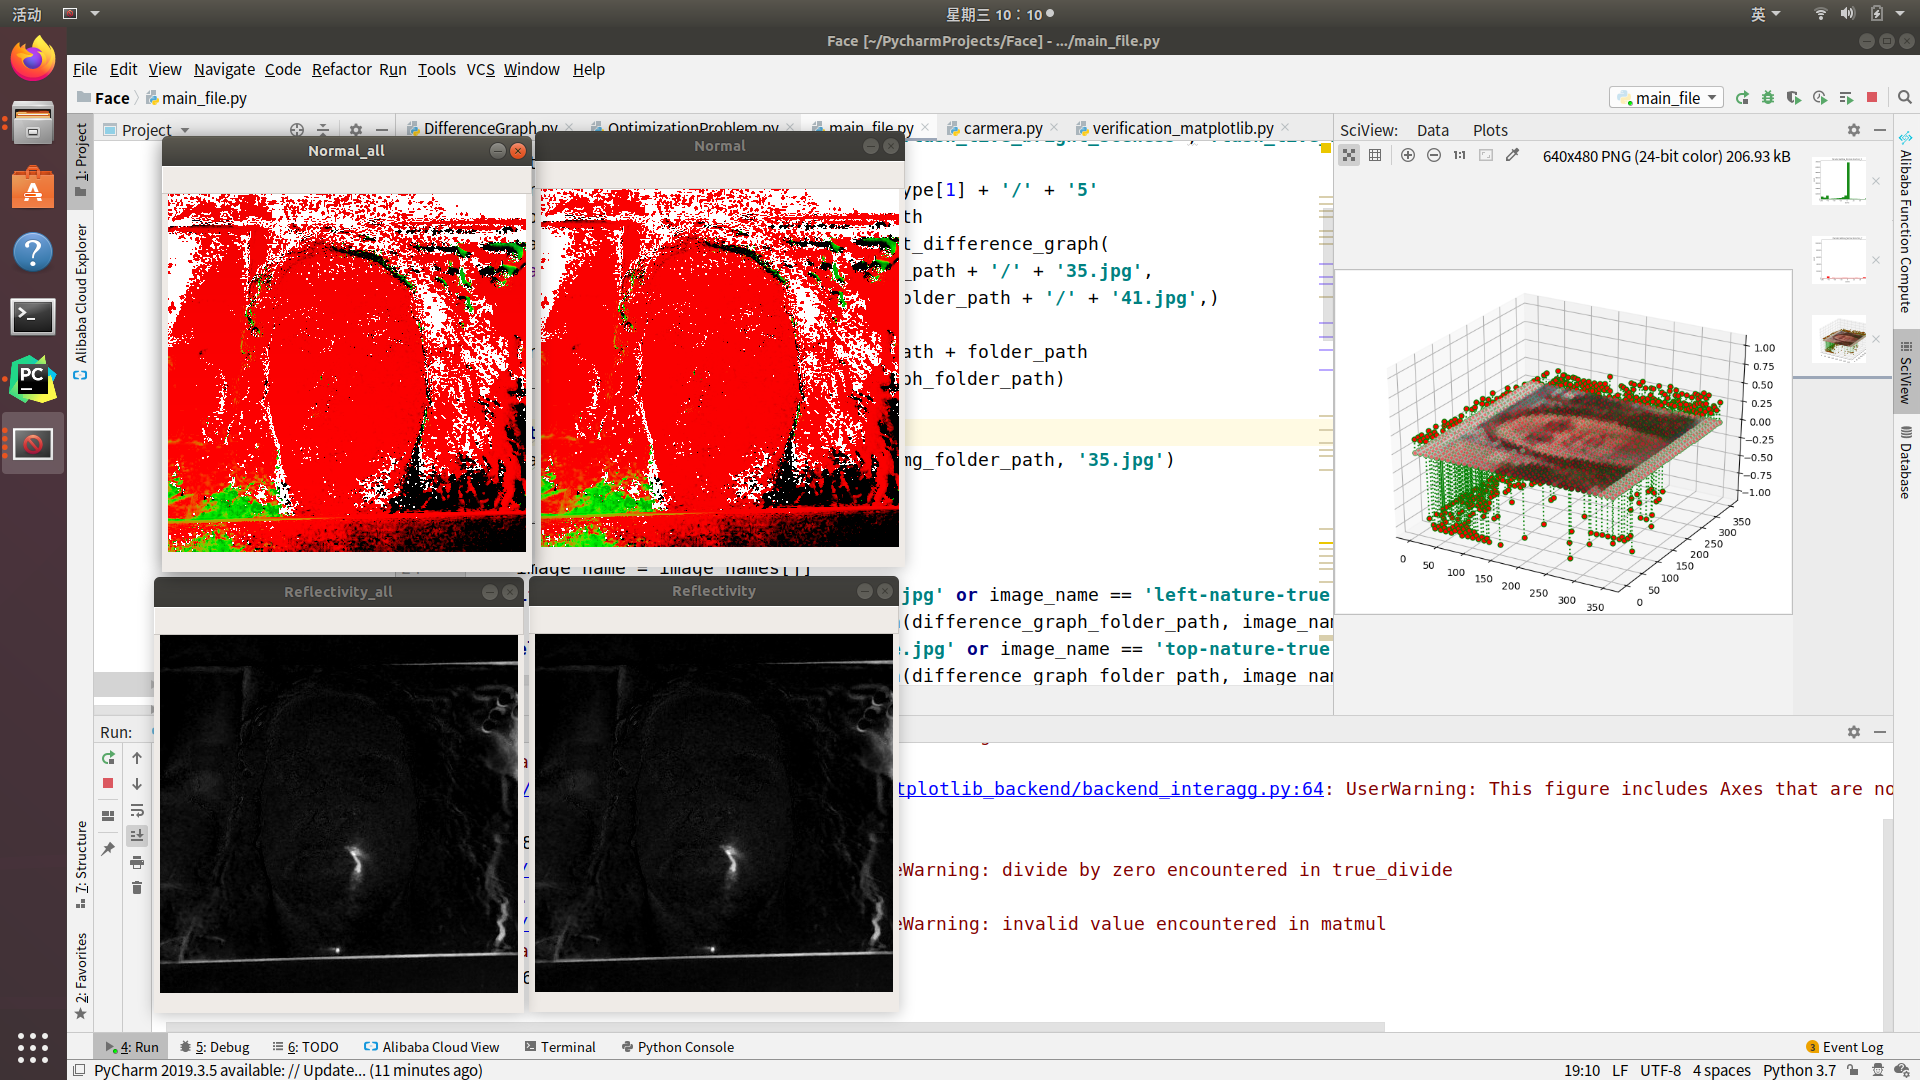 活动
星期三 10：10
英
Face [~/PycharmProjects/Face] - .../main_file.py
File Edit View Navigate Code Refactor Run Tools VCS Window Help
Face main_file.py
main_file
Project
DifferenceGraph.py
OptimizationProblem.py
main_file.py
carmera.py
verification_matplotlib.py
SciView: Data Plots
1:1
640x480 PNG (24-bit color) 206.93 kB
1: Project
Alibaba Cloud Explorer
7: Structure
2: Favorites
Alibaba Function Compute
SciView
Database
Normal_all
Normal
Reflectivity_all
Reflectivity
ype[1] + '/' + '5'
th
t_difference_graph(
_path + '/' + '35.jpg',
older_path + '/' + '41.jpg',)
ath + folder_path
ph_folder_path)
mg_folder_path, '35.jpg')
image_name = image_names[j]
jpg' or image_name == 'left-nature-true
(difference_graph_folder_path, image_nam
.jpg' or image_name == 'top-nature-true
(difference_graph_folder_path, image_nam
1.00
0.75
0.50
0.25
0.00
−0.25
−0.50
−0.75
−1.00
0 50 100 150 200 250 300 350
0 50 100 150 200 250 300 350
Run:
tplotlib_backend/backend_interagg.py:64: UserWarning: This figure includes Axes that are no
eWarning: divide by zero encountered in true_divide
eWarning: invalid value encountered in matmul
4: Run 5: Debug 6: TODO Alibaba Cloud View Terminal Python Console
3 Event Log
PyCharm 2019.3.5 available: // Update... (11 minutes ago)
19:10 LF UTF-8 4 spaces Python 3.7